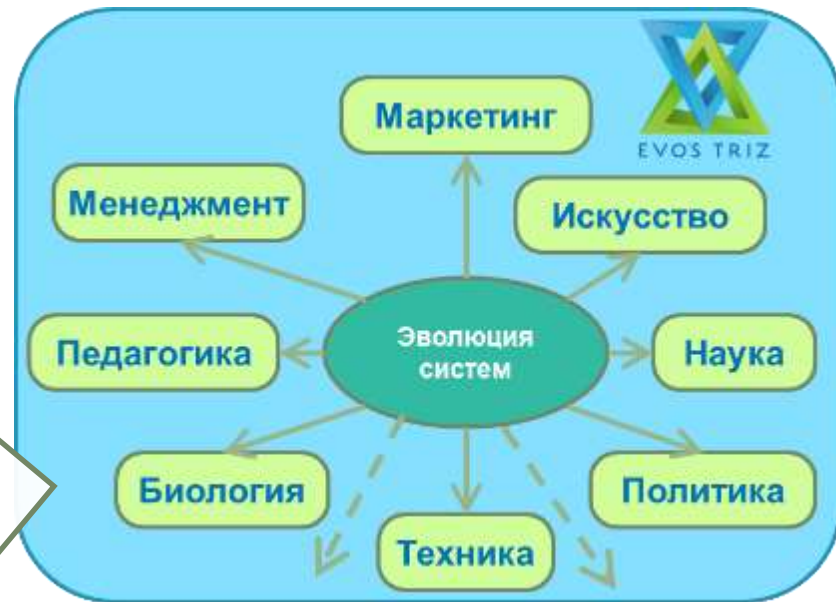 Маркетинг
EVOS TRIZ
Менеджмент
Искусство
Эволюция
систем
Педагогика
Наука
Биология
Политика
Техника